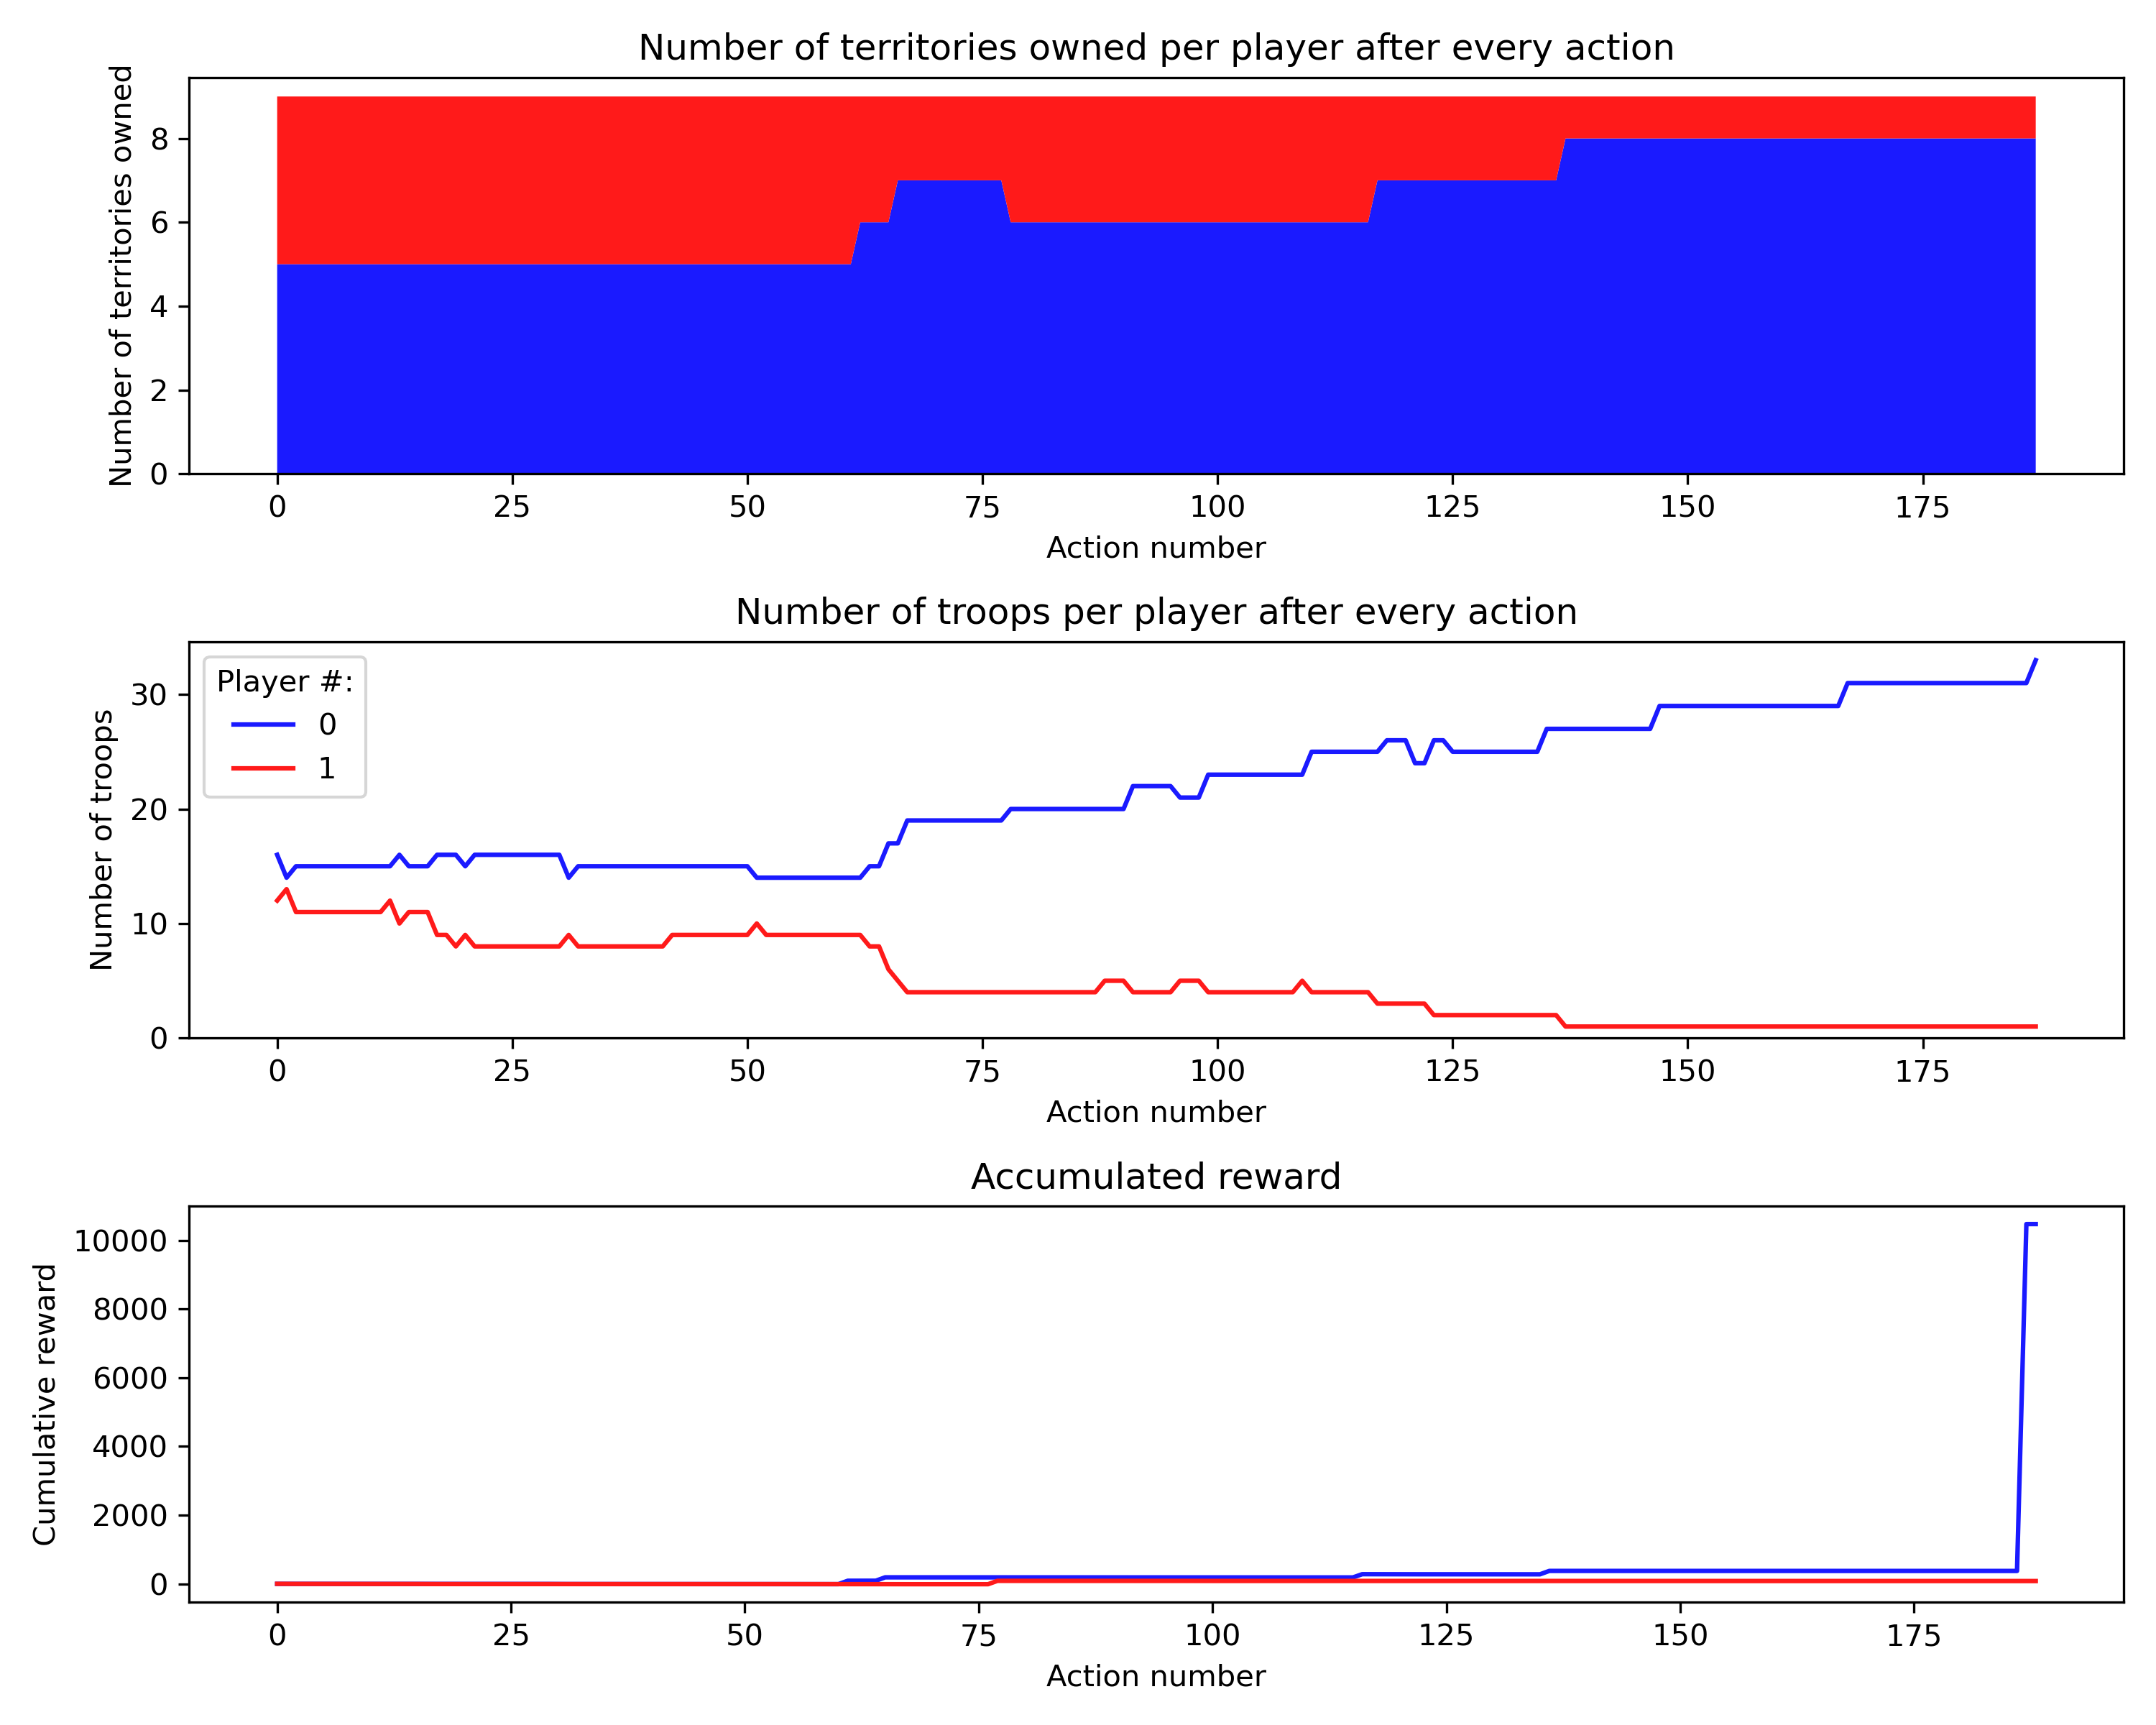 Number of territories owned per player after every action
Number of territories owned
8
6
4
2
0
0 25 50 75 100 125 150 175
Action number
Number of troops per player after every action
Number of troops
30
20
10
0
Player #:
0
1
0 25 50 75 100 125 150 175
Action number
Accumulated reward
Cumulative reward
10000
8000
6000
4000
2000
0
0 25 50 75 100 125 150 175
Action number